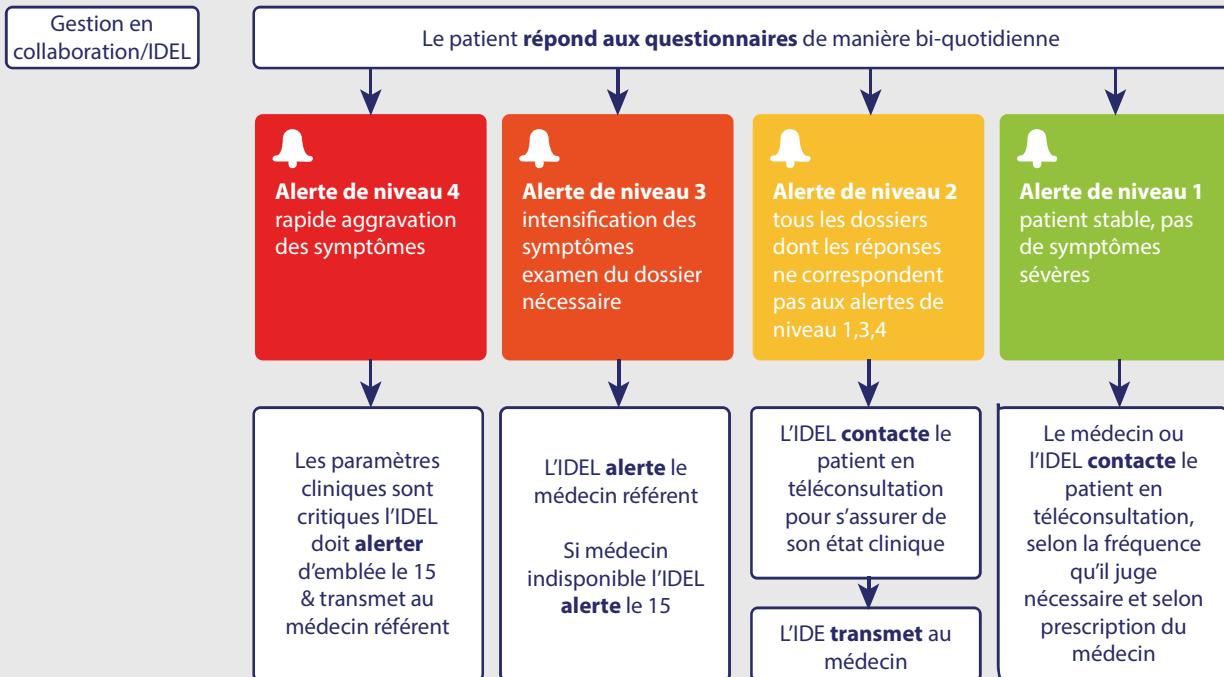 Gestion en
collaboration/IDEL
Le patient répond aux questionnaires de manière bi-quotidienne
Alerte de niveau 4
rapide aggravation
des symptômes
Alerte de niveau 3
intensification des
symptômes
examen du dossier
nécessaire
Alerte de niveau 2
tous les dossiers
dont les réponses
ne correspondent
pas aux alertes de
niveau 1,3,4
Alerte de niveau 1
patient stable, pas
de symptômes
sévères
Les paramètres
cliniques sont
critiques l'IDEL
doit alerter
d'emblée le 15
& transmet au
médecin référent
L'IDEL alerte le
médecin référent
Si médecin
indisponible l'IDEL
alerte le 15
L'IDEL contacte le
patient en
téléconsultation
pour s'assurer de
son état clinique
L'IDE transmet au
médecin
Le médecin ou
l'IDEL contacte le
patient en
téléconsultation,
selon la fréquence
qu'il juge
nécessaire et selon
prescription du
médecin